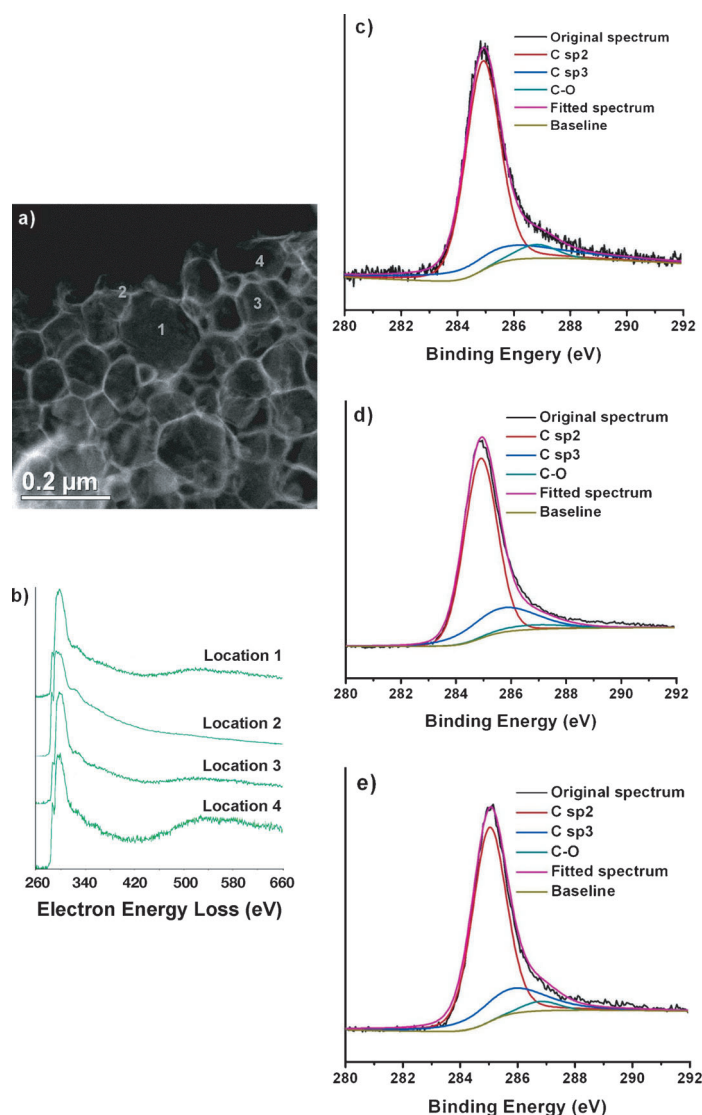 a)
4
2
3
1
0.2 µm
b)
Location 1
Location 2
Location 3
Location 4
260 340 420 500 580 660
Electron Energy Loss (eV)
c)
Original spectrum
C sp2
C sp3
C-O
Fitted spectrum
Baseline
280 282 284 286 288 290 292
Binding Engery (eV)
d)
Original spectrum
C sp2
C sp3
C-O
Fitted spectrum
Baseline
280 282 284 286 288 290 292
Binding Energy (eV)
e)
Original spectrum
C sp2
C sp3
C-O
Fitted spectrum
Baseline
280 282 284 286 288 290 292
Binding Energy (eV)